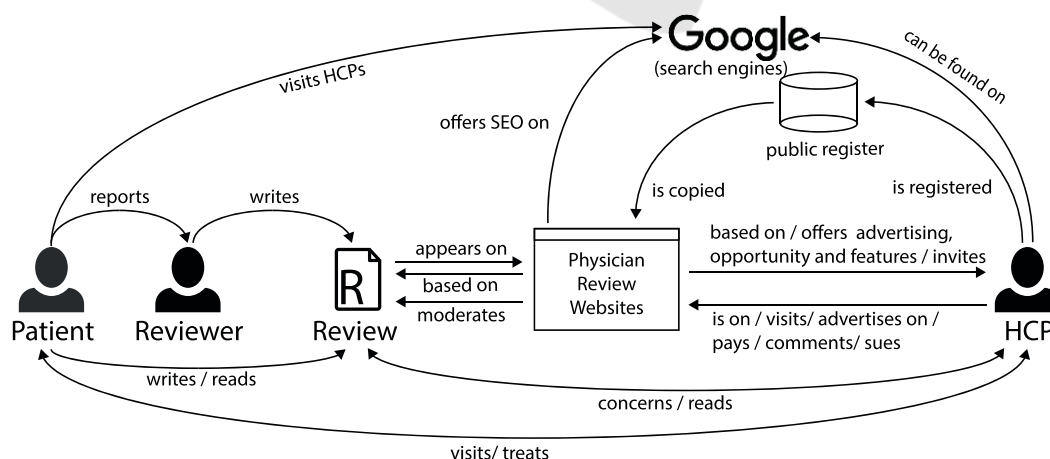 Google
(search engines)
can be found on
visits HCPs
offers SEO on
public register
is copied
is registered
reports
writes
appears on
based on
moderates
R
Physician
Review
Websites
based on / offers advertising,
opportunity and features / invites
is on / visits/ advertises on /
pays / comments/ sues
Patient
Reviewer
Review
HCP
writes / reads
concerns / reads
visits/ treats